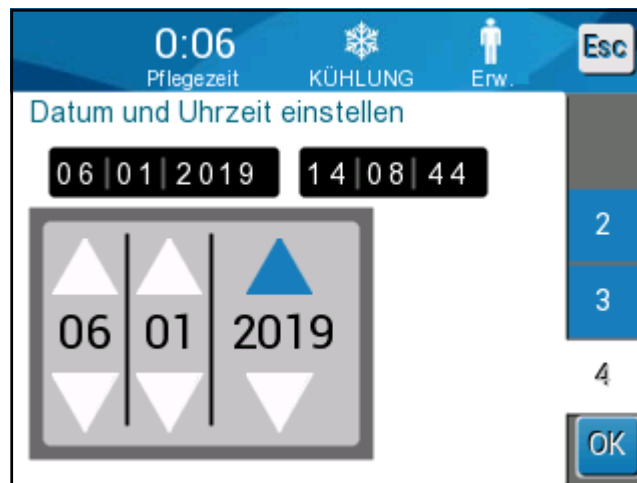 0:06
Pflegezeit
KÜHLUNG
Erw.
Esc
Datum und Uhrzeit einstellen
06|01|2019
14|08|44
06 01 2019
2
3
4
OK